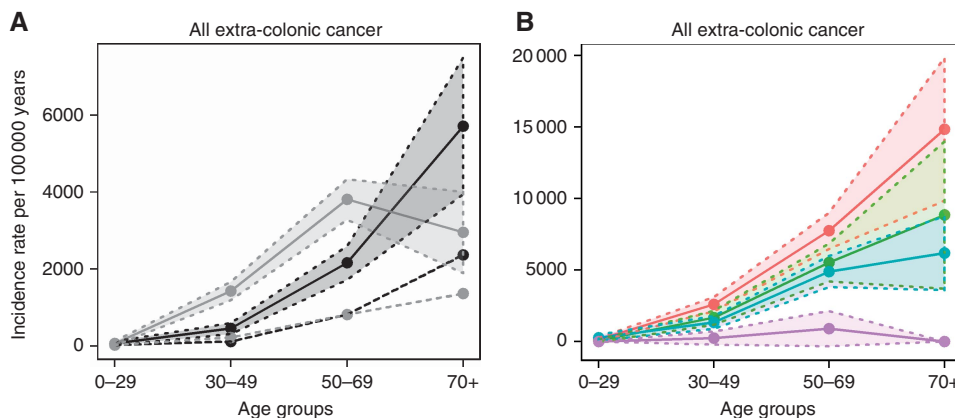 A
All extra-colonic cancer
Incidence rate per 100 000 years
6000
4000
2000
0
0–29
30–49
50–69
70+
Age groups
B
All extra-colonic cancer
20 000
15 000
10 000
5000
0
0–29
30–49
50–69
70+
Age groups